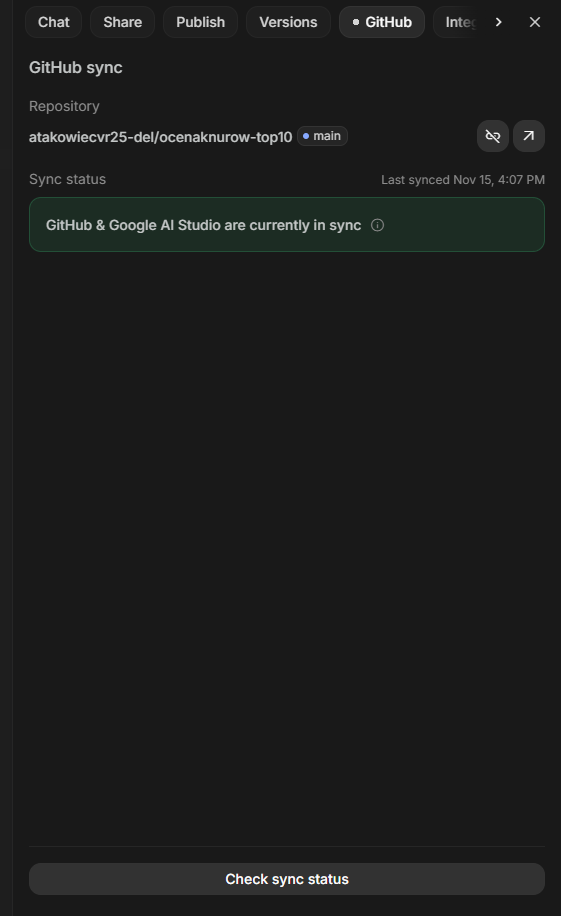 Chat Share Publish Versions GitHub Integ
GitHub sync
Repository
atakowiecvr25-del/ocenaknurow-top10 main
Sync status Last synced Nov 15, 4:07 PM
GitHub & Google AI Studio are currently in sync
Check sync status